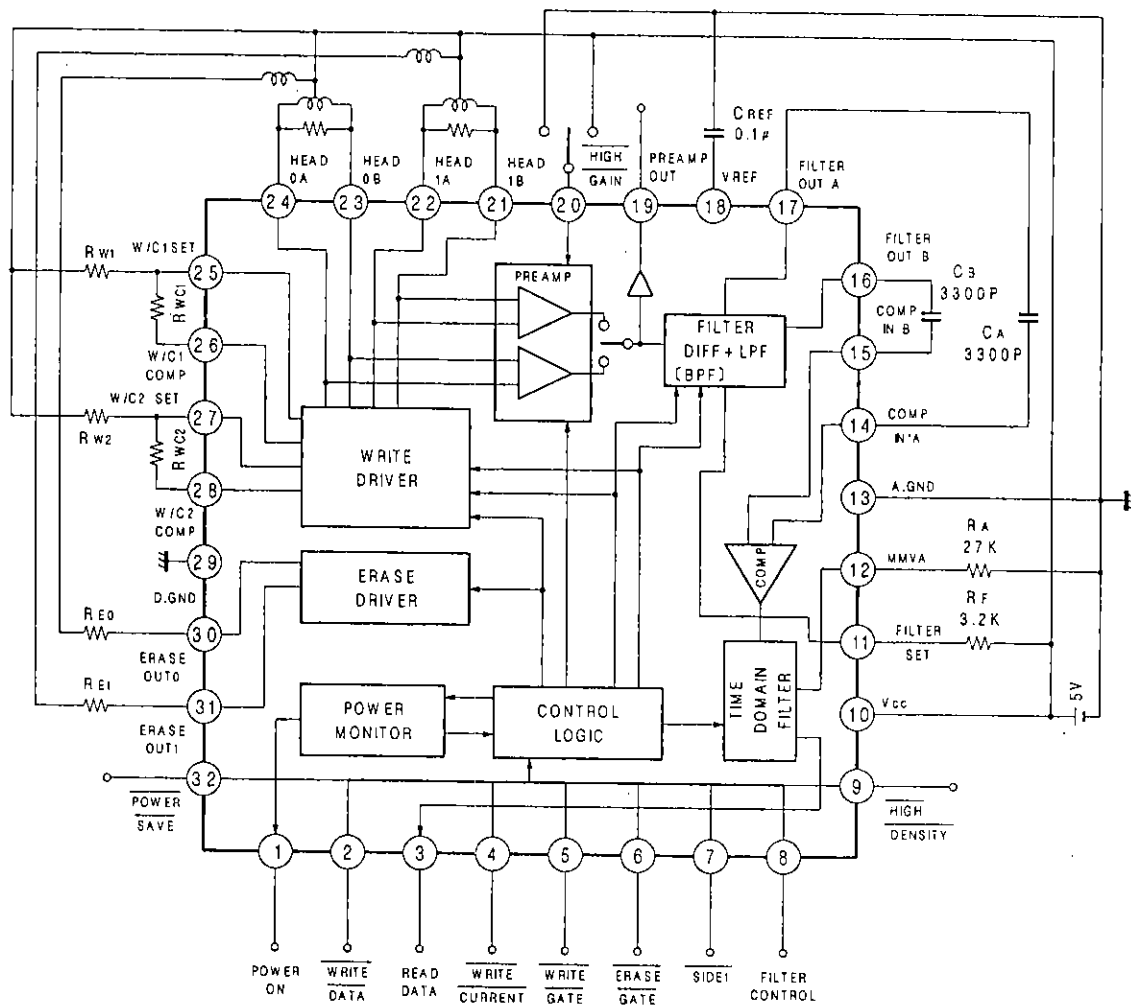 CREF
0.1µ
HEAD
0A
HEAD
0B
HEAD
1A
HEAD
1B
HIGH
GAIN
PREAMP
OUT
VREF
FILTER
OUT A
24
23
22
21
20
19
18
17
RW1
W/C1SET
25
RWC1
26
W/C1
COMP
W/C2 SET
27
RW2
RWC2
28
W/C2
COMP
29
D.GND
RE0
30
ERASE
OUT0
RE1
31
ERASE
OUT1
32
POWER
SAVE
PREAMP
FILTER
DIFF + LPF
[BPF]
WRITE
DRIVER
ERASE
DRIVER
POWER
MONITOR
CONTROL
LOGIC
COMP
TIME
DOMAIN
FILTER
FILTER
OUT B
16
CB
3300P
COMP
IN B
15
CA
3300P
14
COMP
IN'A
13
A.GND
RA
27K
12
MMVA
RF
3.2K
11
FILTER
SET
10
Vcc
5V
9
HIGH
DENSITY
1
2
3
4
5
6
7
8
POWER
ON
WRITE
DATA
READ
DATA
WRITE
CURRENT
WRITE
GATE
ERASE
GATE
SIDE1
FILTER
CONTROL